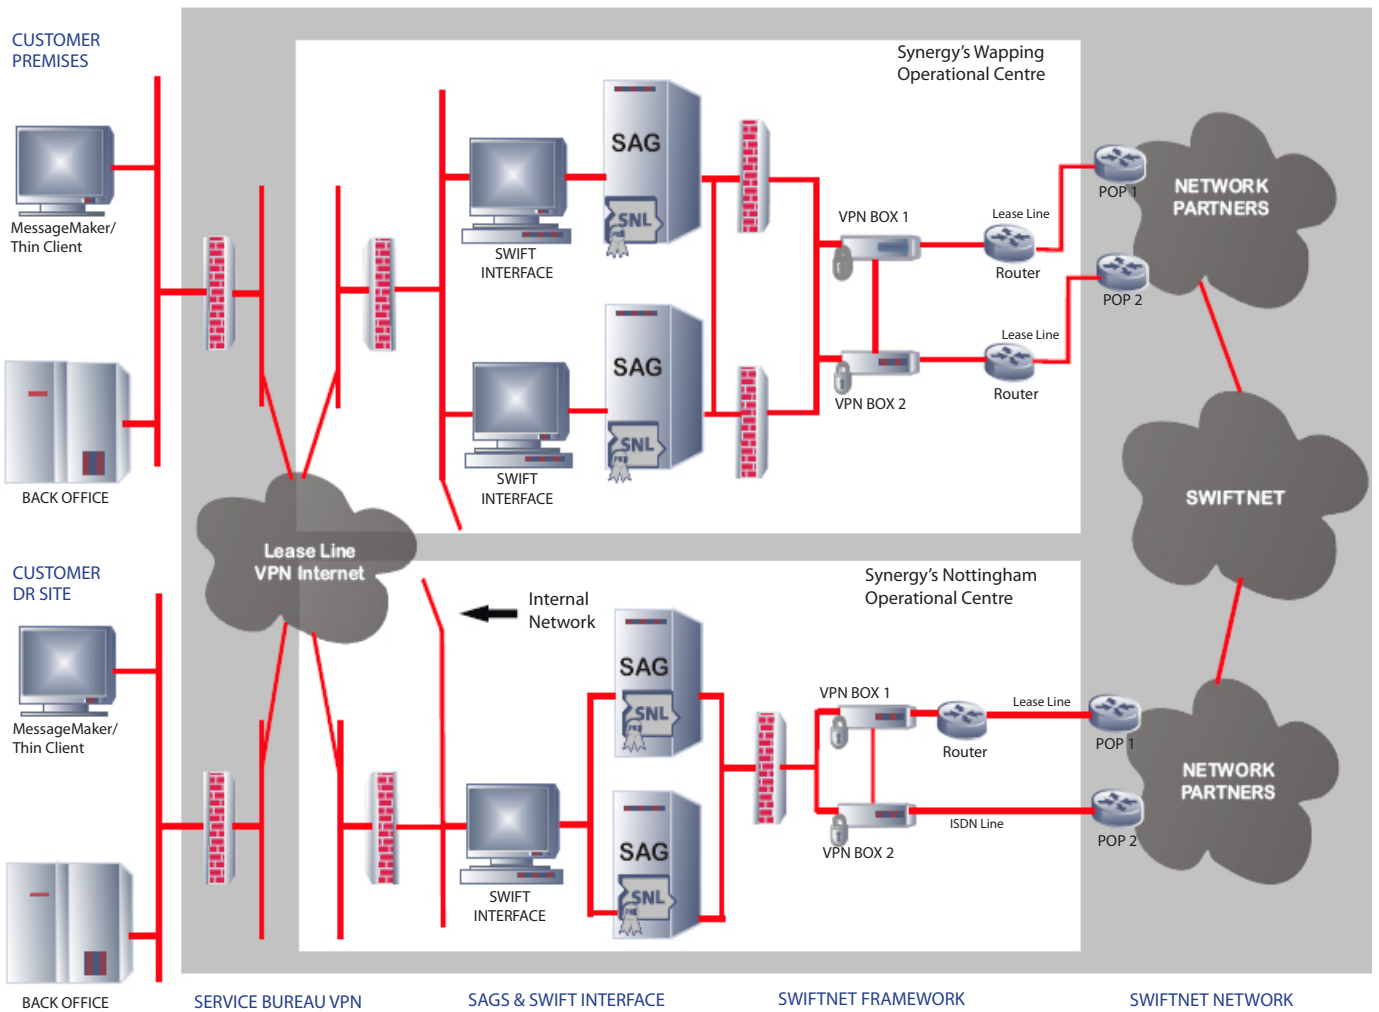 CUSTOMER
PREMISES
Synergy's Wapping
Operational Centre
MessageMaker/
Thin Client
BACK OFFICE
SWIFT
INTERFACE
SAG
SNL
SWIFT
INTERFACE
SAG
SNL
VPN BOX 1
VPN BOX 2
Lease Line
Router
Lease Line
Router
POP 1
POP 2
NETWORK
PARTNERS
SWIFTNET
Lease Line
VPN Internet
CUSTOMER
DR SITE
Synergy's Nottingham
Operational Centre
Internal
Network
MessageMaker/
Thin Client
BACK OFFICE
SWIFT
INTERFACE
SAG
SNL
SAG
SNL
VPN BOX 1
VPN BOX 2
Router
Lease Line
ISDN Line
POP 1
POP 2
NETWORK
PARTNERS
SERVICE BUREAU VPN
SAGS & SWIFT INTERFACE
SWIFTNET FRAMEWORK
SWIFTNET NETWORK